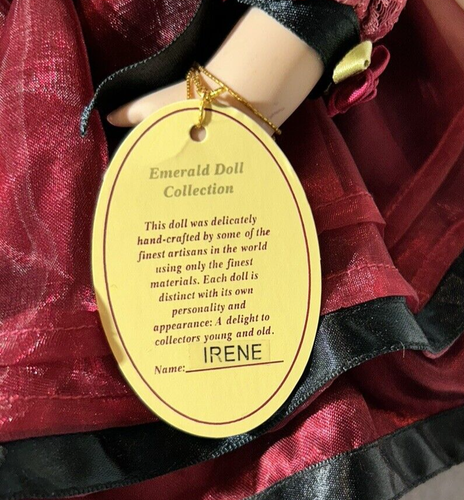 Emerald Doll
Collection
This doll was delicately
hand-crafted by some of the
finest artisans in the world
using only the finest
materials. Each doll is
distinct with its own
personality and
appearance: A delight to
collectors young and old.
Name: IRENE